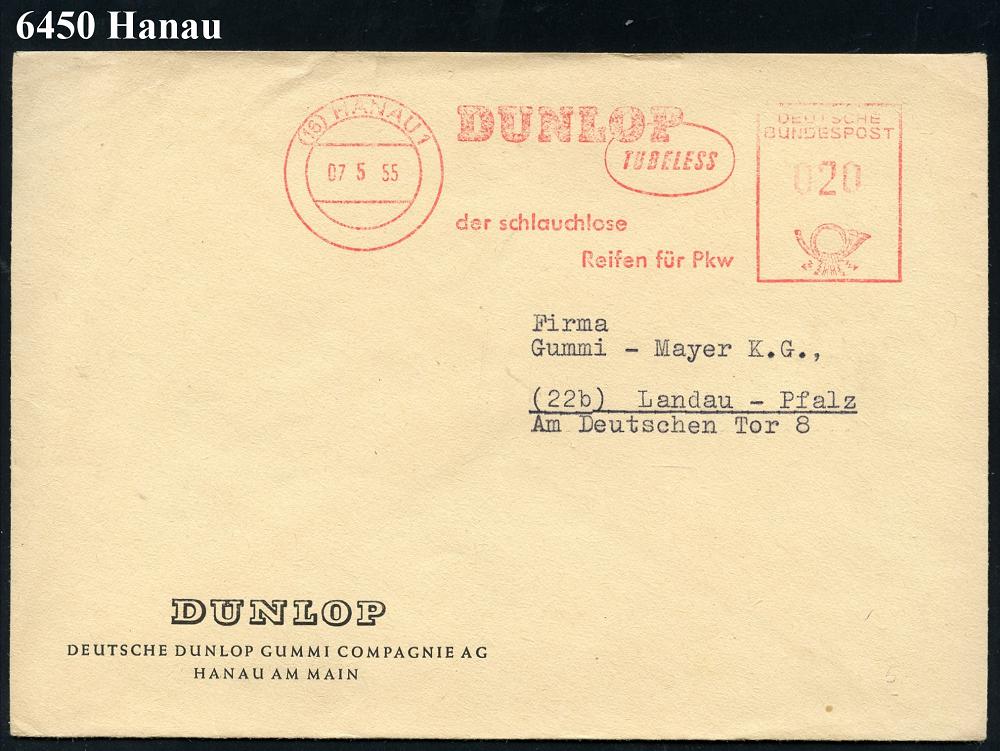 6450 Hanau
(16) HANAU 1
07 5 55
DUNLOP
TUBELESS
der schlauchlose
Reifen für Pkw
DEUTSCHE
BUNDESPOST
020
Firma
Gummi - Mayer K.G.,
(22b) Landau - Pfalz
Am Deutschen Tor 8
DUNLOP
DEUTSCHE DUNLOP GUMMI COMPAGNIE AG
HANAU AM MAIN